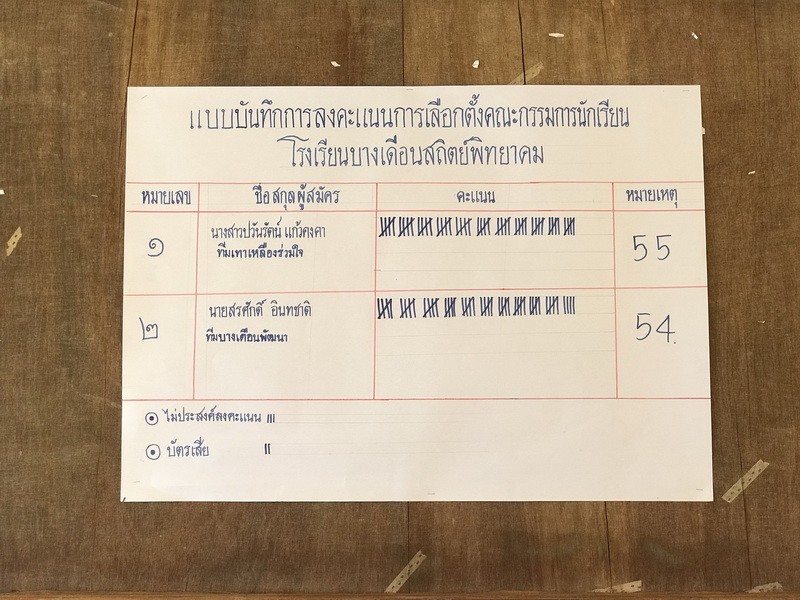 แบบบันทึกการลงคะแนนการเลือกตั้งคณะกรรมการนักเรียน
โรงเรียนบางเดือนสถิตย์พิทยาคม
หมายเลข ชื่อสกุลผู้สมัคร คะแนน หมายเหตุ
๑ นางสาวปวันรัตน์ แก้วคงคา 55
ทีมเทาเหลืองร่วมใจ
๒ นายสรศักดิ์ อินทชาติ 54.
ทีมบางเดือนพัฒนา
ไม่ประสงค์ลงคะแนน III
บัตรเสีย II